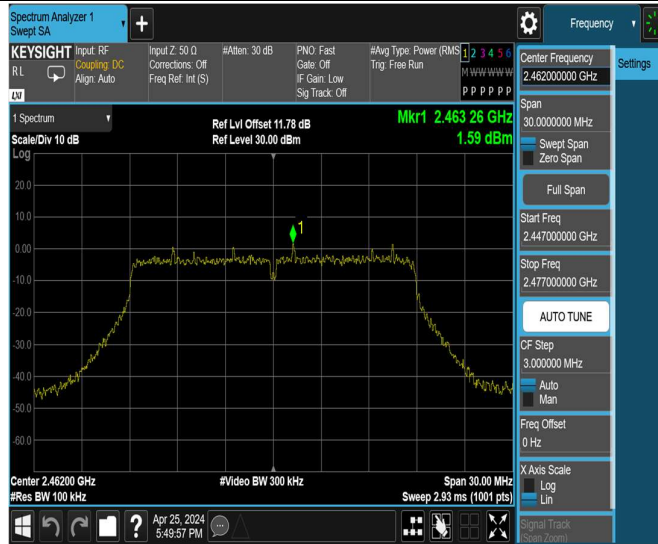 Spectrum Analyzer 1
Swept SA
+
Frequency
KEYSIGHT
RL
LXI
Input: RF
Coupling: DC
Align: Auto
Input Z: 50 Ω
Corrections: Off
Freq Ref: Int (S)
#Atten: 30 dB
PNO: Fast
Gate: Off
IF Gain: Low
Sig Track: Off
#Avg Type: Power (RMS
Trig: Free Run
1 2 3 4 5 6
M W W W W W
P P P P P P
Center Frequency
2.462000000 GHz
Settings
Span
30.0000000 MHz
Swept Span
Zero Span
Full Span
Start Freq
2.447000000 GHz
Stop Freq
2.477000000 GHz
AUTO TUNE
CF Step
3.000000 MHz
Auto
Man
Freq Offset
0 Hz
X Axis Scale
Log
Lin
Signal Track
(Span Zoom)
1 Spectrum
Scale/Div 10 dB
Log
Ref Lvl Offset 11.78 dB
Ref Level 30.00 dBm
Mkr1 2.463 26 GHz
1.59 dBm
20.0
10.0
0.00
-10.0
-20.0
-30.0
-40.0
-50.0
-60.0
1
Center 2.46200 GHz
#Res BW 100 kHz
#Video BW 300 kHz
Span 30.00 MHz
Sweep 2.93 ms (1001 pts)
?
Apr 25, 2024
5:49:57 PM